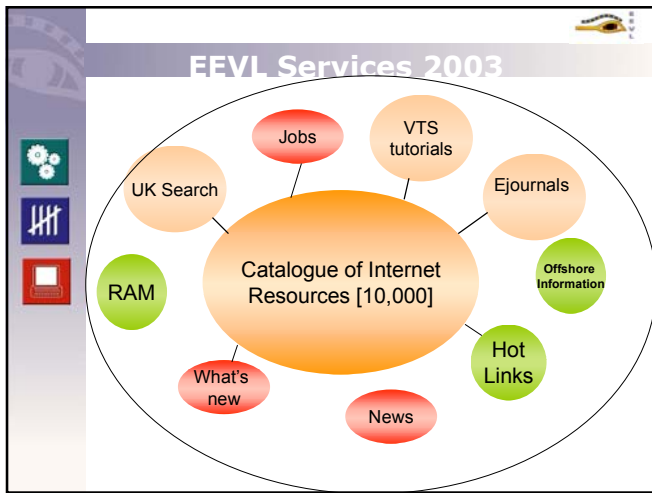 EEVL
EEVL Services 2003
Jobs
VTS
tutorials
UK Search
Ejournals
Catalogue of Internet
Resources [10,000]
Offshore
Information
RAM
Hot
Links
What's
new
News